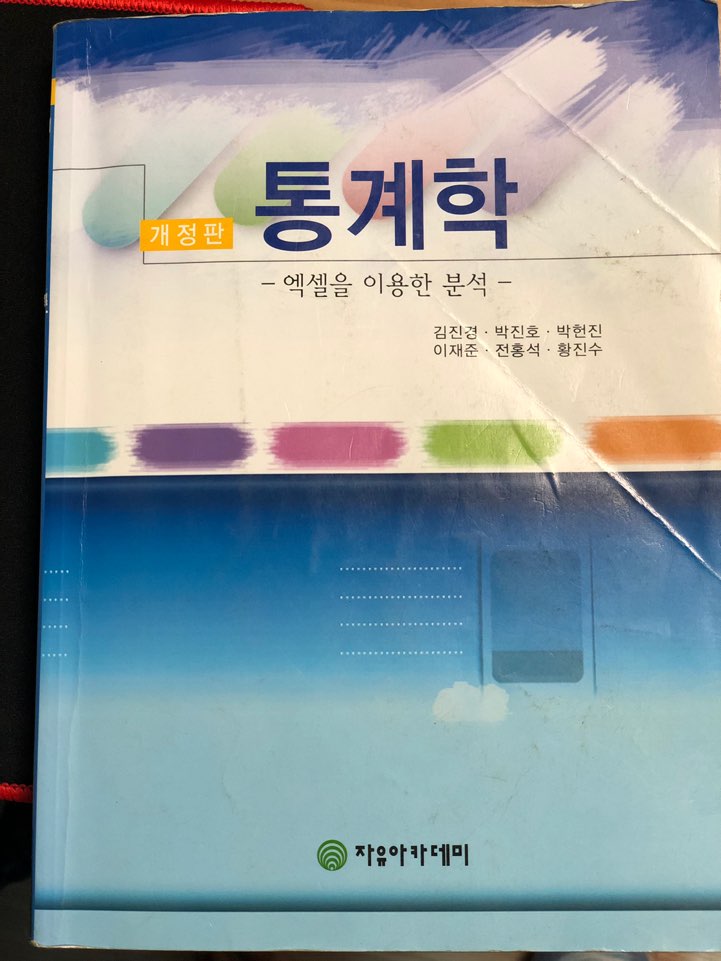 개정판
통계학
- 엑셀을 이용한 분석 -
김진경 · 박진호 · 박헌진
이재준 · 전홍석 · 황진수
자유아카데미